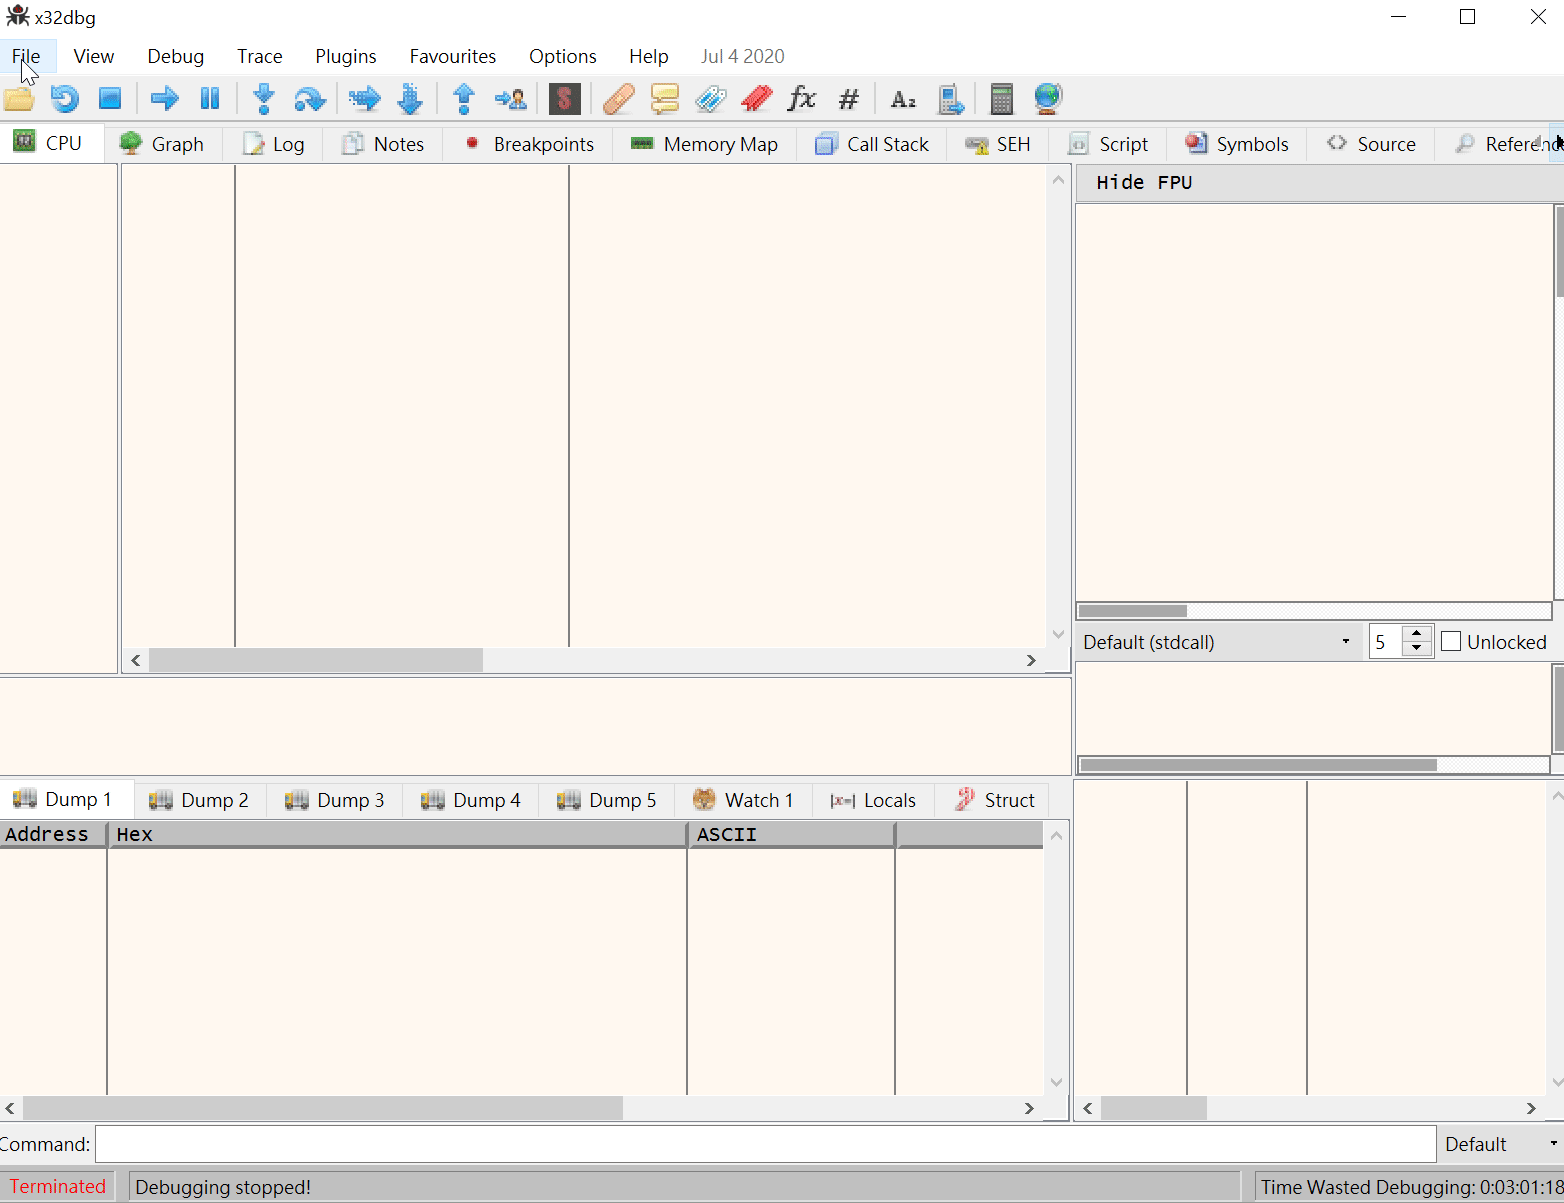 x32dbg
File View Debug Trace Plugins Favourites Options Help Jul 4 2020
S fx # Az
CPU Graph Log Notes Breakpoints Memory Map Call Stack SEH Script Symbols Source Referenc
Hide FPU
Default (stdcall) 5 Unlocked
Dump 1 Dump 2 Dump 3 Dump 4 Dump 5 Watch 1 [x=] Locals Struct
Address Hex ASCII
Command: Default
Terminated Debugging stopped! Time Wasted Debugging: 0:03:01:18